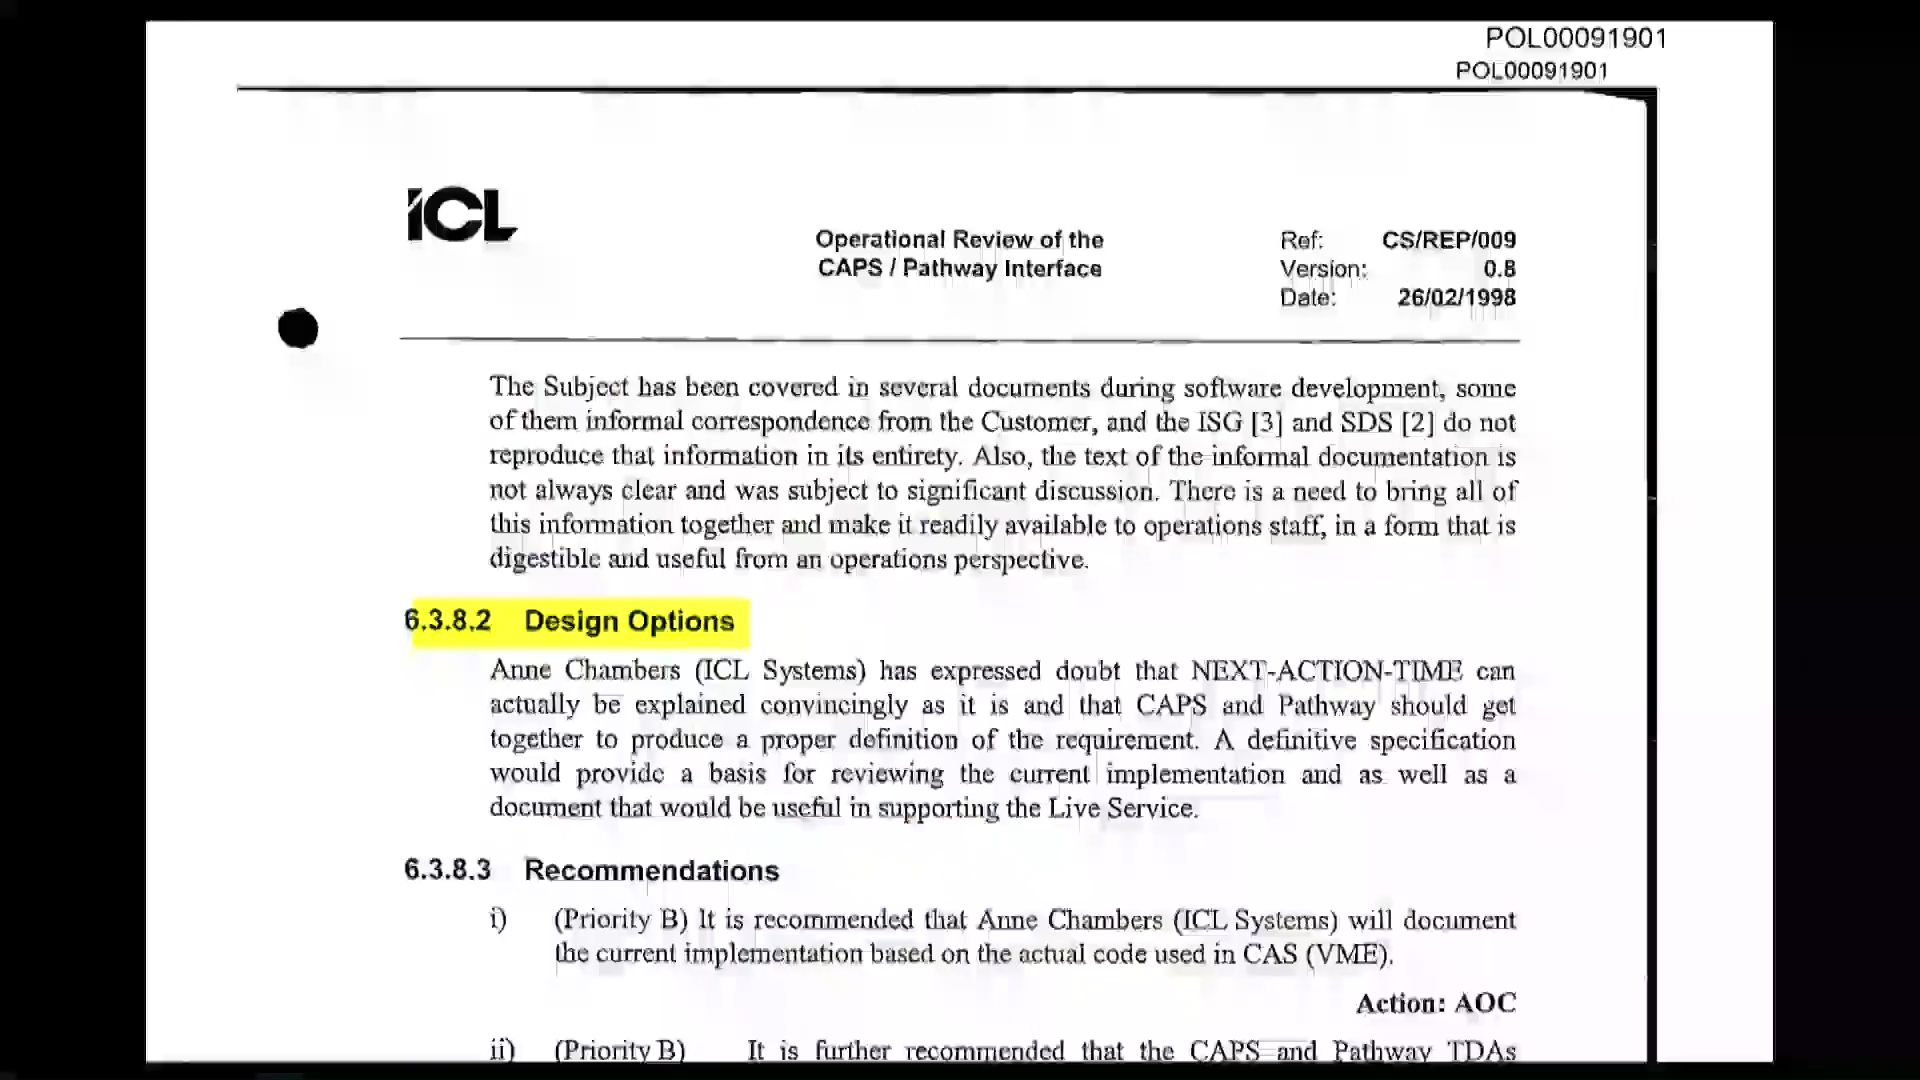 POL00091901
POL00091901
ICL
Operational Review of the
CAPS / Pathway Interface
Ref: CS/REP/009
Version: 0.8
Date: 26/02/1998
The Subject has been covered in several documents during software development, some
of them informal correspondence from the Customer, and the ISG [3] and SDS [2] do not
reproduce that information in its entirety. Also, the text of the informal documentation is
not always clear and was subject to significant discussion. There is a need to bring all of
this information together and make it readily available to operations staff, in a form that is
digestible and useful from an operations perspective.
6.3.8.2 Design Options
Anne Chambers (ICL Systems) has expressed doubt that NEXT-ACTION-TIME can
actually be explained convincingly as it is and that CAPS and Pathway should get
together to produce a proper definition of the requirement. A definitive specification
would provide a basis for reviewing the current implementation and as well as a
document that would be useful in supporting the Live Service.
6.3.8.3 Recommendations
i) (Priority B) It is recommended that Anne Chambers (ICL Systems) will document
the current implementation based on the actual code used in CAS (VME).
Action: AOC
ii) (Priority B) It is further recommended that the CAPS and Pathway TDAs